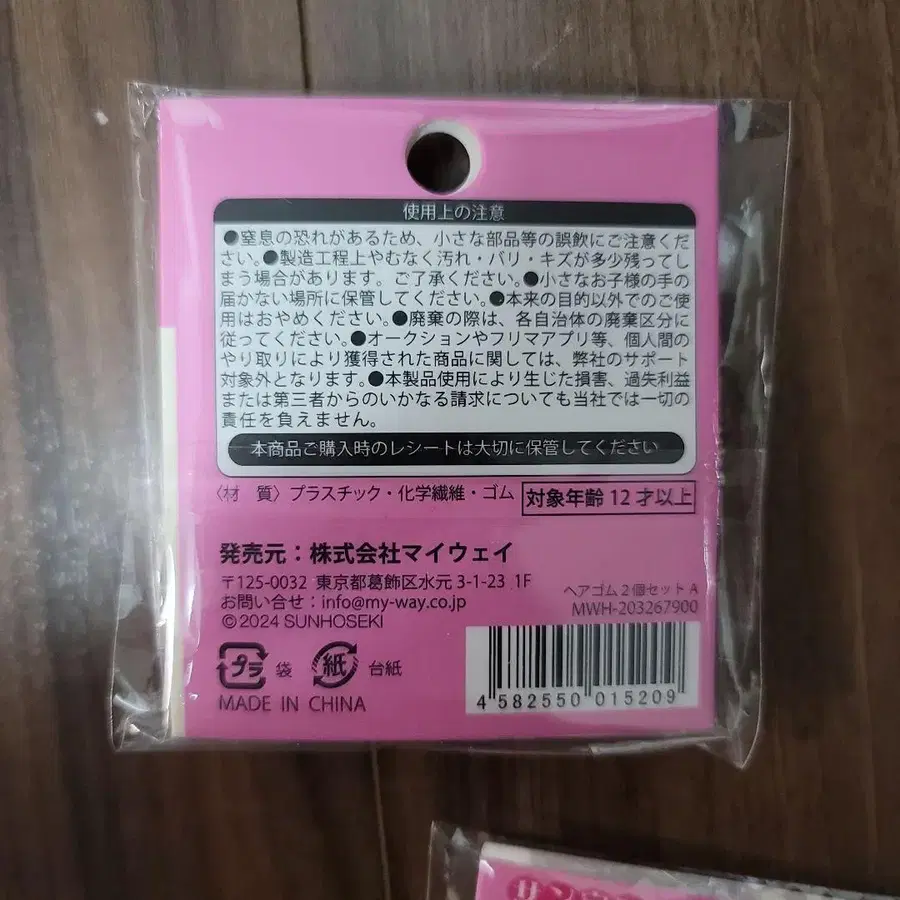 使用上の注意
●窒息の恐れがあるため、小さな部品等の誤飲にご注意くだ
さい。●製造工程上やむなく汚れ・バリ・キズが多少残ってし
まう場合があります。ご了承ください。●小さなお子様の手の
届かない場所に保管してください。●本来の目的以外でのご使
用はおやめください。●廃棄の際は、各自治体の廃棄区分に
従ってください。●オークションやフリマアプリ等、個人間の
やり取りにより獲得された商品に関しては、弊社のサポート
対象外となります。●本製品使用により生じた損害、過失利益
または第三者からのいかなる請求についても当社では一切の
責任を負えません。
本商品ご購入時のレシートは大切に保管してください
〈材　質〉プラスチック・化学繊維・ゴム
対象年齢 12 才以上
発売元：株式会社マイウェイ
〒125-0032 東京都葛飾区水元 3-1-23 1F
お問い合せ：info@my-way.co.jp
©2024 SUNHOSEKI
ヘアゴム 2 個セット A
MWH-203267900
プラ 袋 紙 台紙
MADE IN CHINA
4 582550 015209